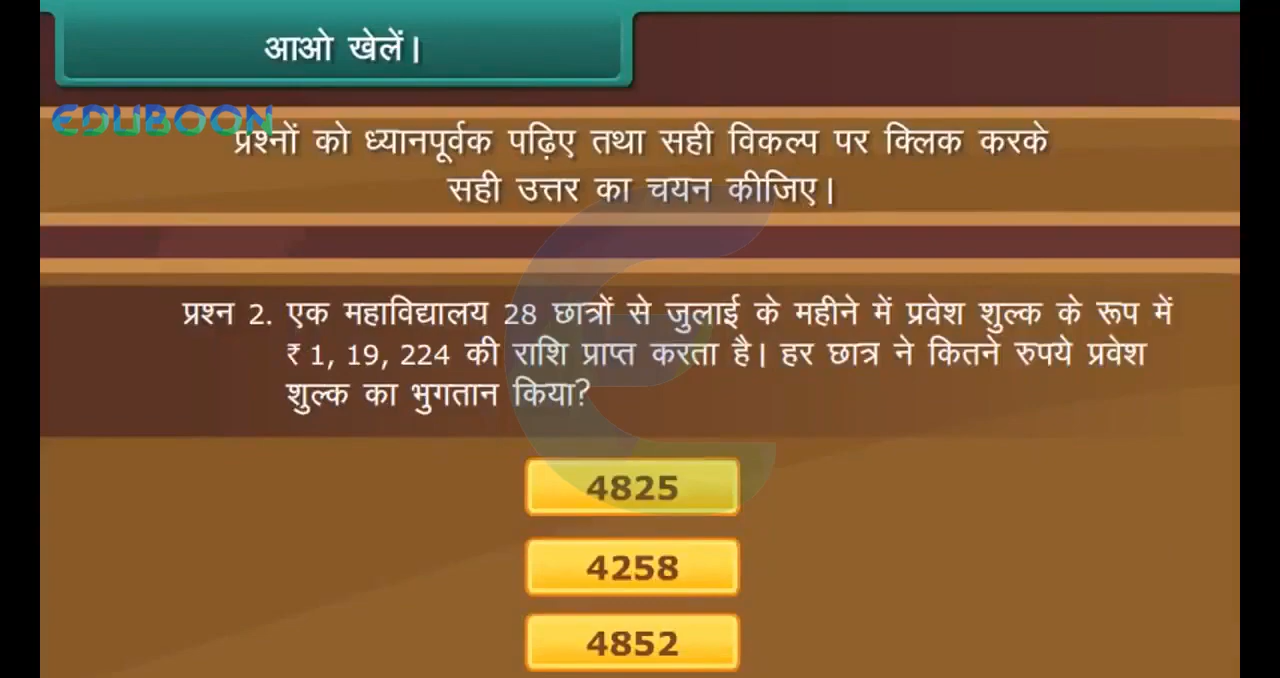 आओ खेलें।
EDUBOON
प्रश्नों को ध्यानपूर्वक पढ़िए तथा सही विकल्प पर क्लिक करके
सही उत्तर का चयन कीजिए।
प्रश्न 2. एक महाविद्यालय 28 छात्रों से जुलाई के महीने में प्रवेश शुल्क के रूप में
₹ 1, 19, 224 की राशि प्राप्त करता है। हर छात्र ने कितने रुपये प्रवेश
शुल्क का भुगतान किया?
4825
4258
4852